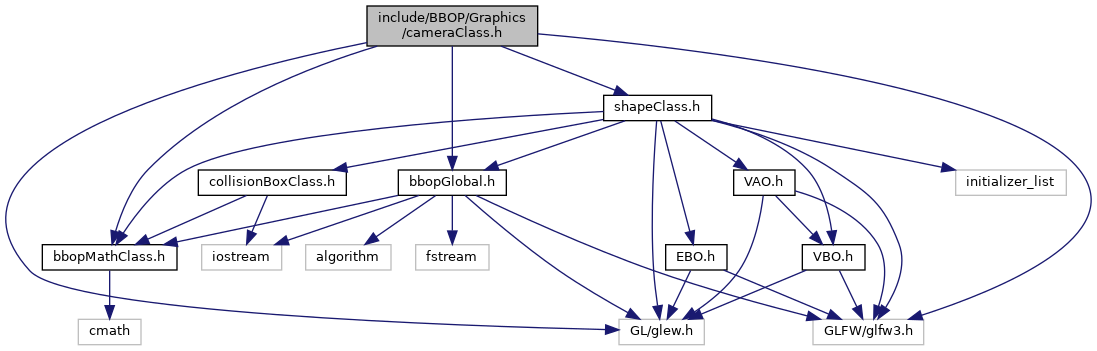 include/BBOP/Graphics
/cameraClass.h
shapeClass.h
collisionBoxClass.h
bbopGlobal.h
VAO.h
initializer_list
bbopMathClass.h
iostream
algorithm
fstream
EBO.h
VBO.h
cmath
GL/glew.h
GLFW/glfw3.h